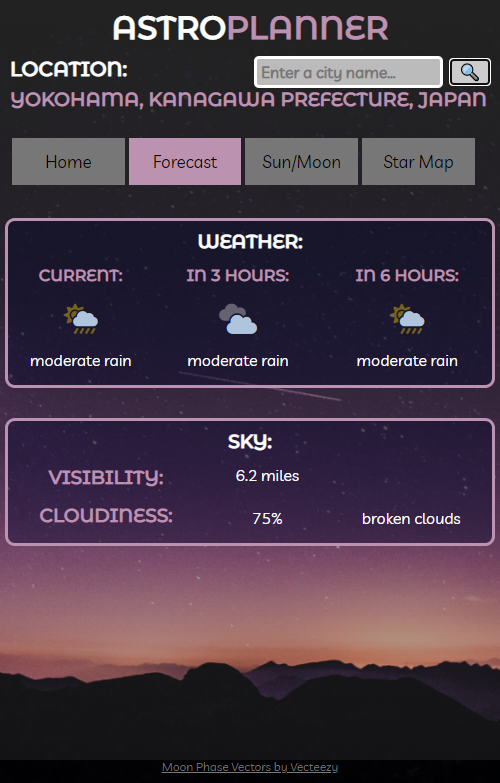 ASTROPLANNER
LOCATION:
Enter a city name...
YOKOHAMA, KANAGAWA PREFECTURE, JAPAN
Home Forecast Sun/Moon Star Map
WEATHER:
CURRENT: IN 3 HOURS: IN 6 HOURS:
moderate rain moderate rain moderate rain
SKY:
VISIBILITY: 6.2 miles
CLOUDINESS: 75% broken clouds
Moon Phase Vectors by Vecteezy